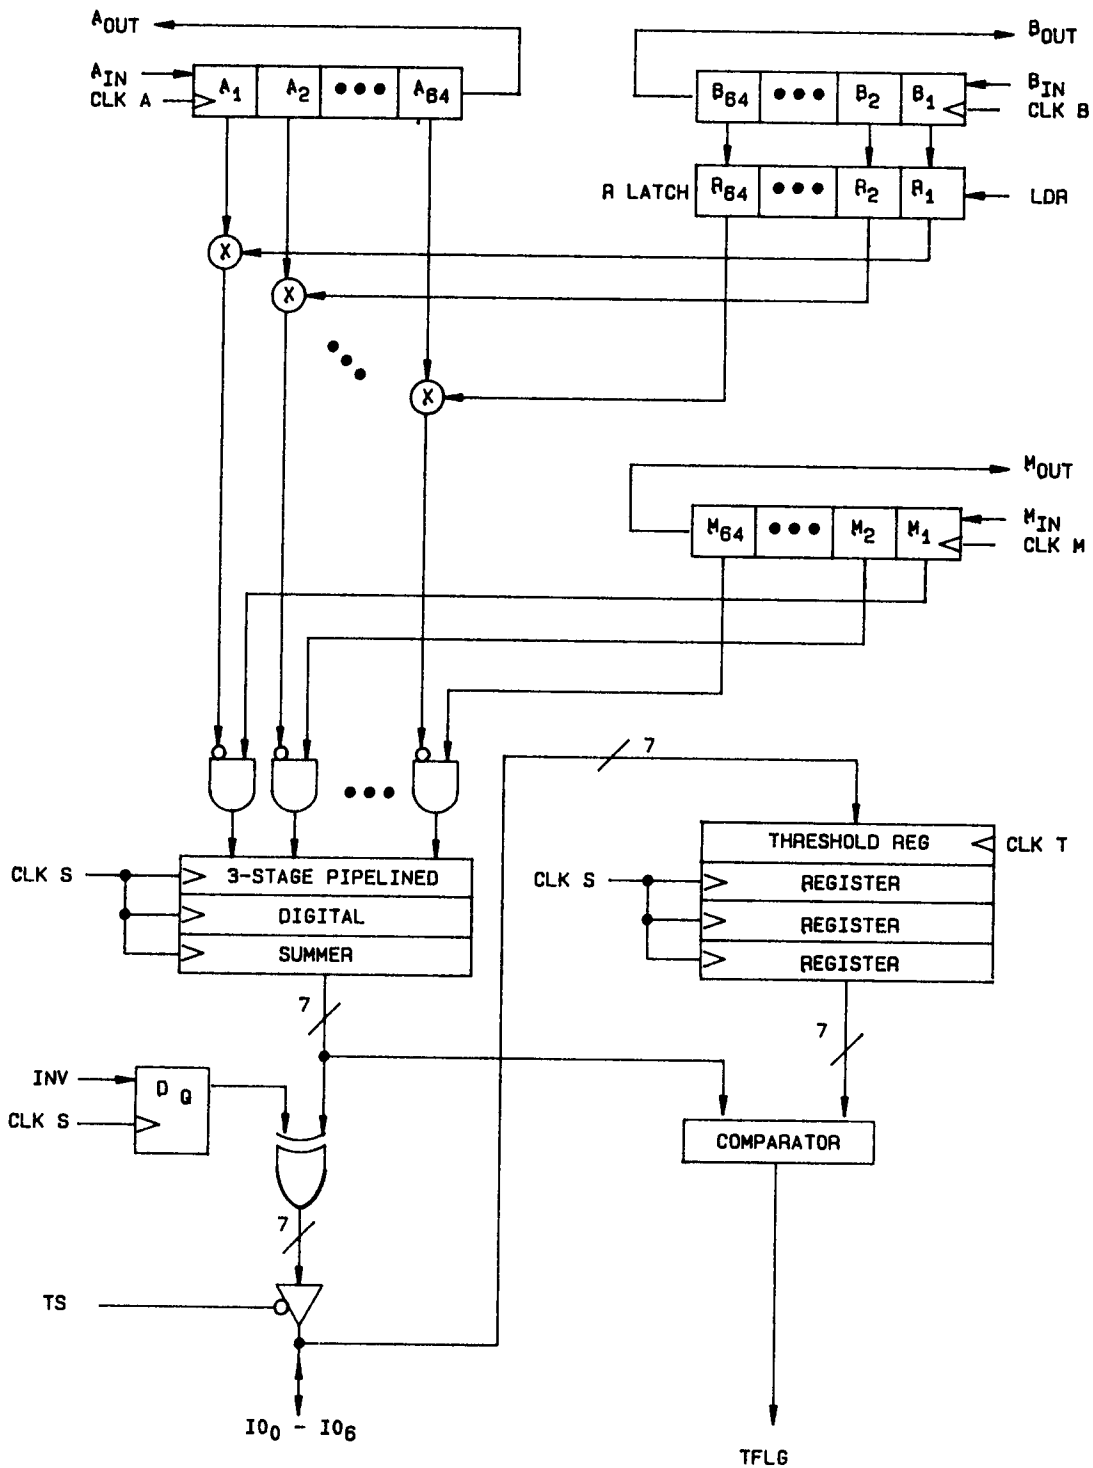 AOUT
BOUT
AIN
CLK A
A1 A2 ••• A64
B64 ••• B2 B1
BIN
CLK B
R LATCH
R64 ••• R2 R1
LDR
X
X
X
MOUT
M64 ••• M2 M1
MIN
CLK M
7
THRESHOLD REG
CLK T
CLK S
3-STAGE PIPELINED
DIGITAL
SUMMER
CLK S
REGISTER
REGISTER
REGISTER
7
7
INV
D Q
CLK S
COMPARATOR
7
TS
IO0 - IO6
TFLG